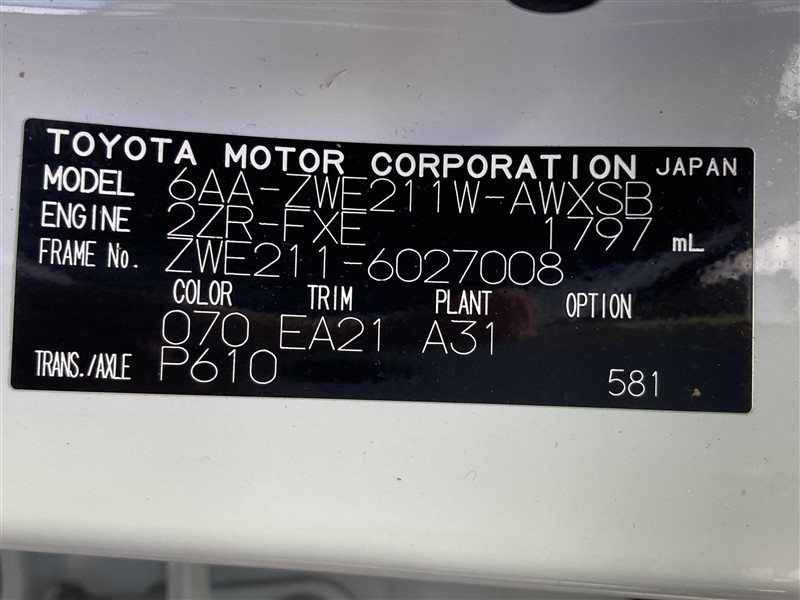 TOYOTA MOTOR CORPORATION JAPAN
MODEL 6AA-ZWE211W-AWXSB
ENGINE 2ZR-FXE 1797 mL
FRAME No. ZWE211-6027008
COLOR TRIM PLANT OPTION
070 EA21 A31
TRANS./AXLE P610 581